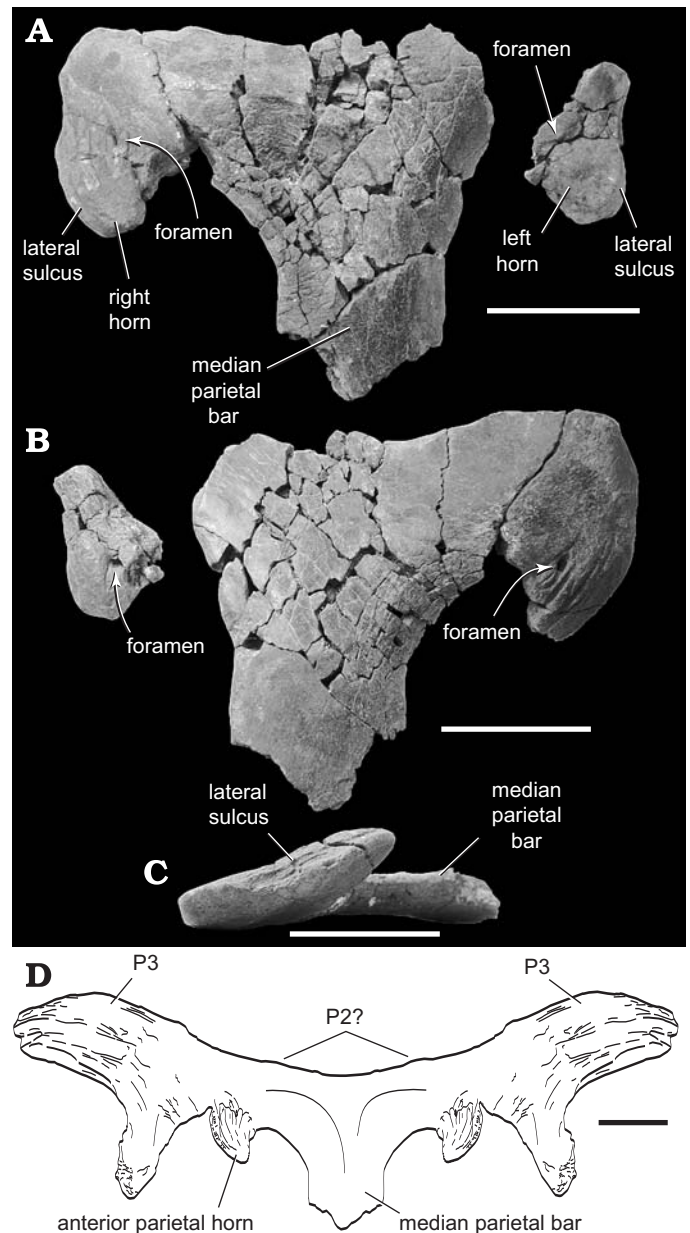 A
foramen
lateral
sulcus
foramen
right
horn
left
horn
lateral
sulcus
median
parietal
bar
B
foramen
foramen
lateral
sulcus
median
parietal
bar
C
D
P3
P3
P2?
anterior parietal horn
median parietal bar